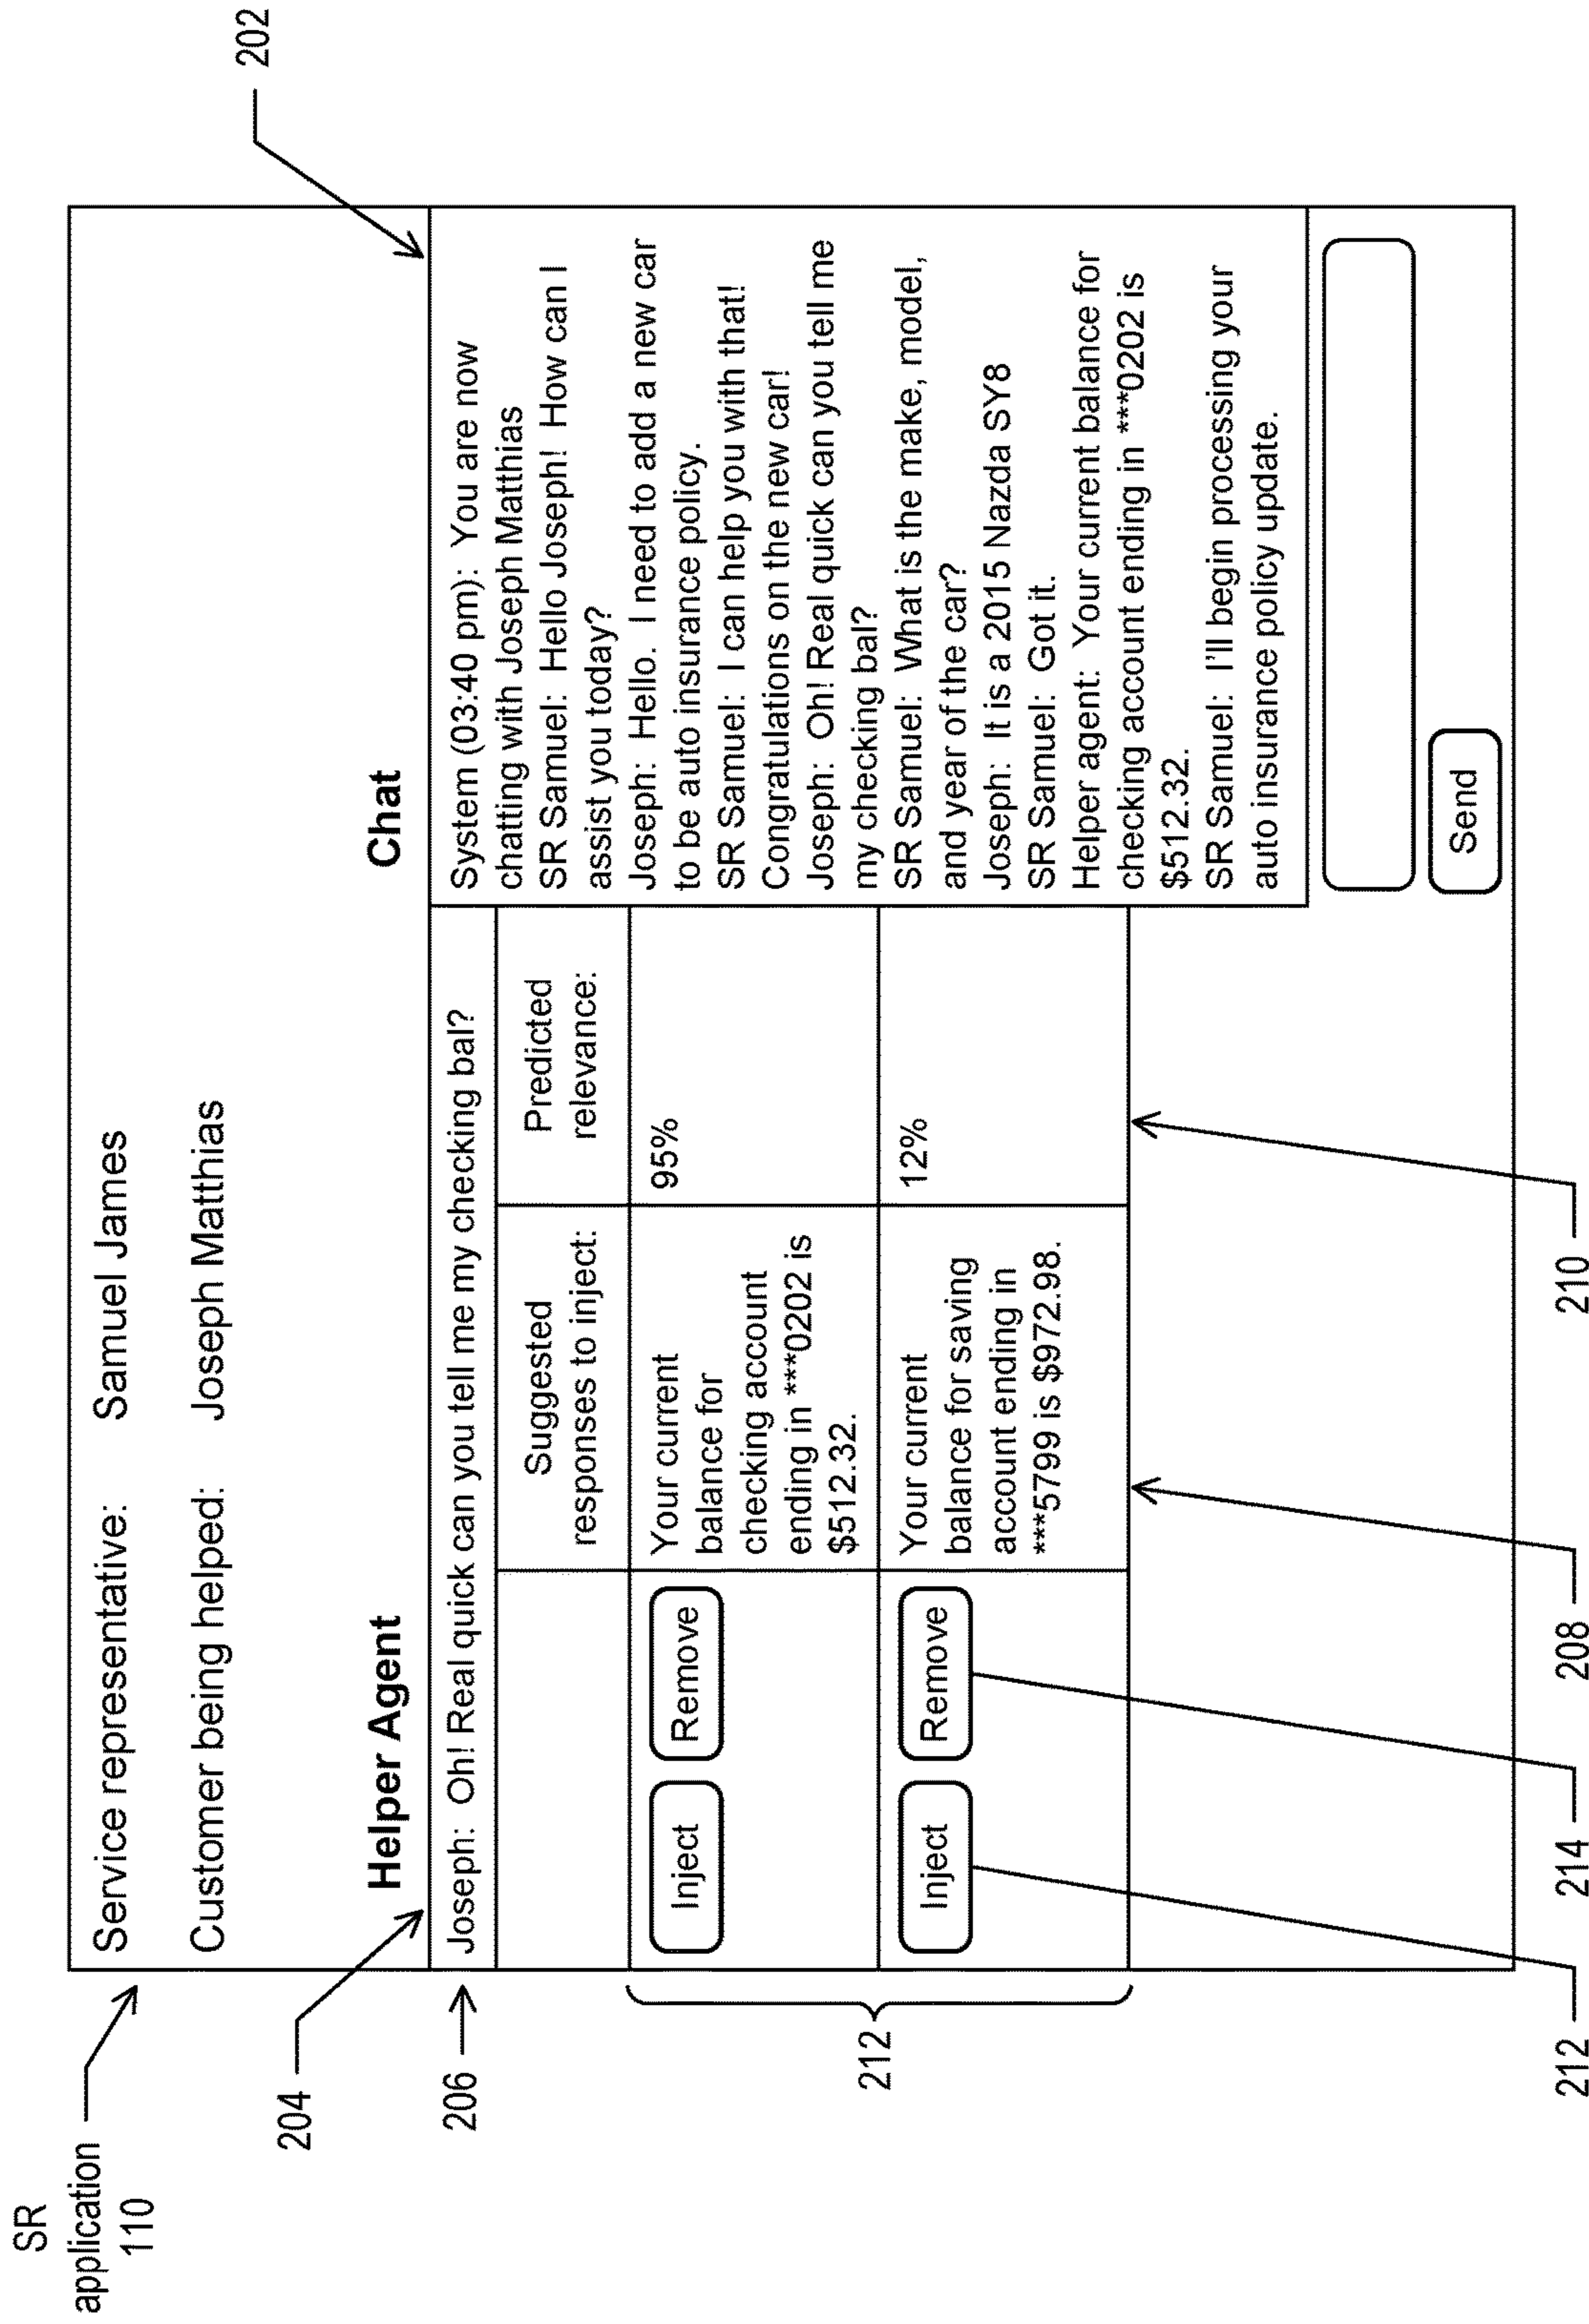 SR
application
110
Service representative: Samuel James
Customer being helped: Joseph Matthias
204
Helper Agent
206
Joseph: Oh! Real quick can you tell me my checking bal?
Suggested
responses to inject:
Predicted
relevance:
212
Inject
Remove
Your current
balance for
checking account
ending in ***0202 is
$512.32.
95%
Inject
Remove
Your current
balance for saving
account ending in
***5799 is $972.98.
12%
Chat
202
System (03:40 pm): You are now
chatting with Joseph Matthias
SR Samuel: Hello Joseph! How can I
assist you today?
Joseph: Hello. I need to add a new car
to be auto insurance policy.
SR Samuel: I can help you with that!
Congratulations on the new car!
Joseph: Oh! Real quick can you tell me
my checking bal?
SR Samuel: What is the make, model,
and year of the car?
Joseph: It is a 2015 Nazda SY8
SR Samuel: Got it.
Helper agent: Your current balance for
checking account ending in ***0202 is
$512.32.
SR Samuel: I'll begin processing your
auto insurance policy update.
Send
212
214
208
210